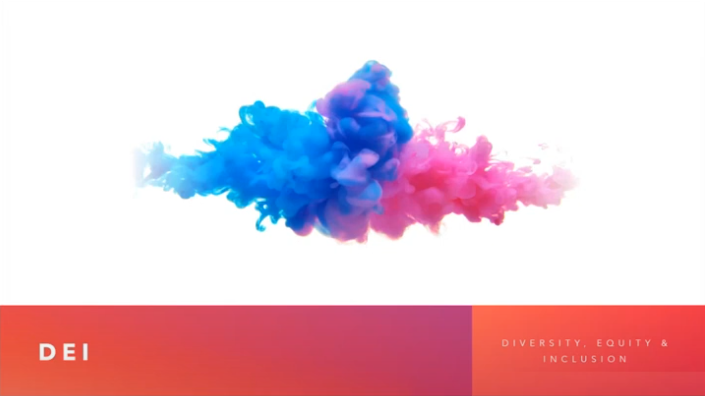 DEI
DIVERSITY, EQUITY &
INCLUSION